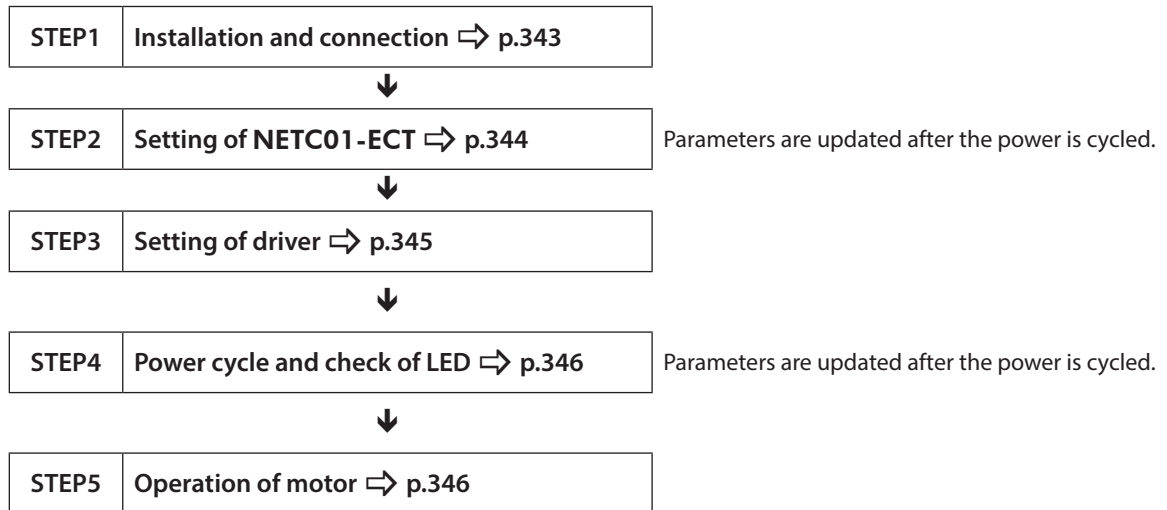 STEP1 Installation and connection ⇨ p.343
STEP2 Setting of NETC01-ECT ⇨ p.344 Parameters are updated after the power is cycled.
STEP3 Setting of driver ⇨ p.345
STEP4 Power cycle and check of LED ⇨ p.346 Parameters are updated after the power is cycled.
STEP5 Operation of motor ⇨ p.346